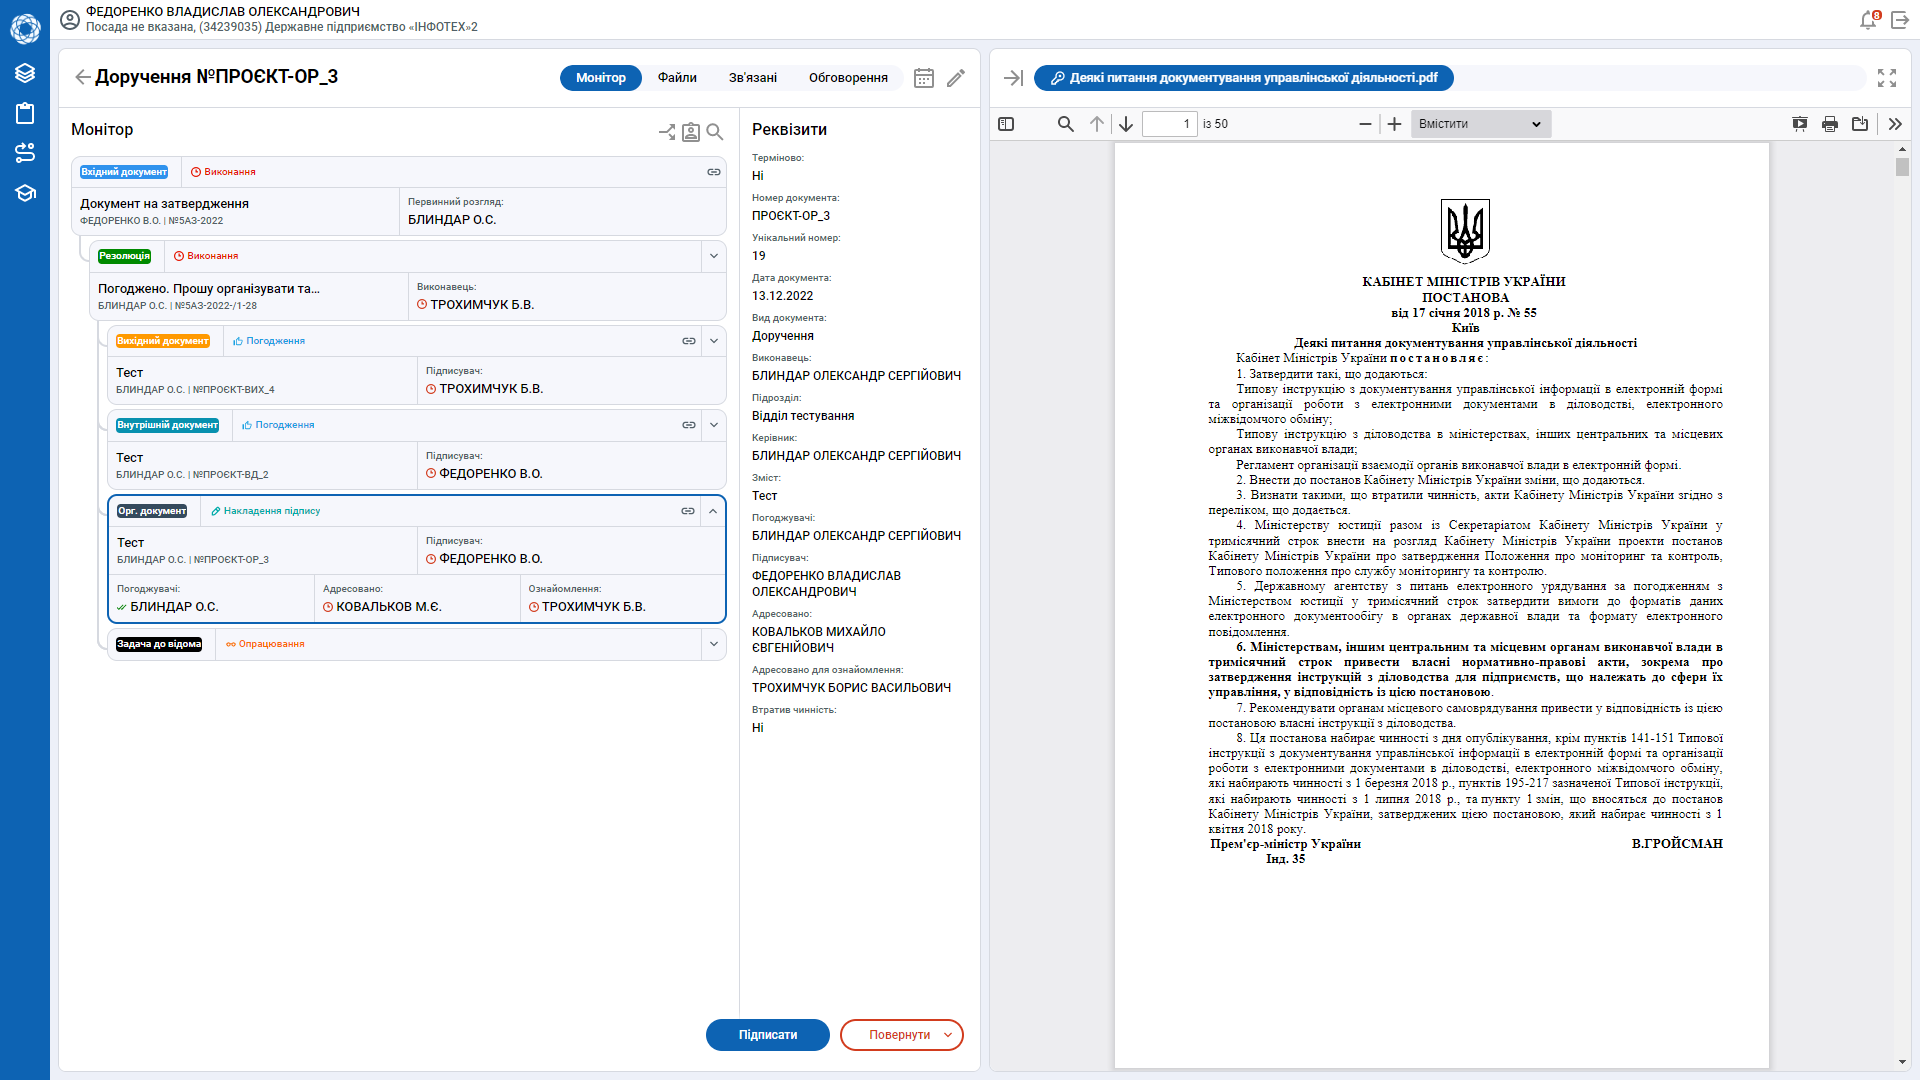 ФЕДОРЕНКО ВЛАДИСЛАВ ОЛЕКСАНДРОВИЧ
Посада не вказана, (34239035) Державне підприємство «ІНФОТЕХ»2
8
Доручення №ПРОЄКТ-ОР_3
Монітор
Файли
Зв'язані
Обговорення
Монітор
Вхідний документ
Виконання
Документ на затвердження
ФЕДОРЕНКО В.О. | №5АЗ-2022
Первинний розгляд:
БЛИНДАР О.С.
Резолюція
Виконання
Погоджено. Прошу організувати та...
БЛИНДАР О.С. | №5АЗ-2022-/1-28
Виконавець:
ТРОХИМЧУК Б.В.
Вихідний документ
Погодження
Тест
БЛИНДАР О.С. | №ПРОЄКТ-ВИХ_4
Підписувач:
ТРОХИМЧУК Б.В.
Внутрішній документ
Погодження
Тест
БЛИНДАР О.С. | №ПРОЄКТ-ВД_2
Підписувач:
ФЕДОРЕНКО В.О.
Орг. документ
Накладення підпису
Тест
БЛИНДАР О.С. | №ПРОЄКТ-ОР_3
Підписувач:
ФЕДОРЕНКО В.О.
Погоджувачі:
БЛИНДАР О.С.
Адресовано:
КОВАЛЬКОВ М.Є.
Ознайомлення:
ТРОХИМЧУК Б.В.
Задача до відома
Опрацювання
Реквізити
Терміново:
Ні
Номер документа:
ПРОЄКТ-ОР_3
Унікальний номер:
19
Дата документа:
13.12.2022
Вид документа:
Доручення
Виконавець:
БЛИНДАР ОЛЕКСАНДР СЕРГІЙОВИЧ
Підрозділ:
Відділ тестування
Керівник:
БЛИНДАР ОЛЕКСАНДР СЕРГІЙОВИЧ
Зміст:
Тест
Погоджувачі:
БЛИНДАР ОЛЕКСАНДР СЕРГІЙОВИЧ
Підписувач:
ФЕДОРЕНКО ВЛАДИСЛАВ
ОЛЕКСАНДРОВИЧ
Адресовано:
КОВАЛЬКОВ МИХАЙЛО
ЄВГЕНІЙОВИЧ
Адресовано для ознайомлення:
ТРОХИМЧУК БОРИС ВАСИЛЬОВИЧ
Втратив чинність:
Ні
Підписати
Повернути
Деякі питання документування управлінської діяльності.pdf
1 із 50
Вмістити
КАБІНЕТ МІНІСТРІВ УКРАЇНИ
ПОСТАНОВА
від 17 січня 2018 р. № 55
Київ
Деякі питання документування управлінської діяльності
Кабінет Міністрів України постановляє:
1. Затвердити такі, що додаються:
Типову інструкцію з документування управлінської інформації в електронній формі
та організації роботи з електронними документами в діловодстві, електронного
міжвідомчого обміну;
Типову інструкцію з діловодства в міністерствах, інших центральних та місцевих
органах виконавчої влади;
Регламент організації взаємодії органів виконавчої влади в електронній формі.
2. Внести до постанов Кабінету Міністрів України зміни, що додаються.
3. Визнати такими, що втратили чинність, акти Кабінету Міністрів України згідно з
переліком, що додається.
4. Міністерству юстиції разом із Секретаріатом Кабінету Міністрів України у
тримісячний строк внести на розгляд Кабінету Міністрів України проекти постанов
Кабінету Міністрів України про затвердження Положення про моніторинг та контроль,
Типового положення про службу моніторингу та контролю.
5. Державному агентству з питань електронного урядування за погодженням з
Міністерством юстиції у тримісячний строк затвердити вимоги до форматів даних
електронного документообігу в органах державної влади та формату електронного
повідомлення.
6. Міністерствам, іншим центральним та місцевим органам виконавчої влади в
тримісячний строк привести власні нормативно-правові акти, зокрема про
затвердження інструкцій з діловодства для підприємств, що належать до сфери їх
управління, у відповідність із цією постановою.
7. Рекомендувати органам місцевого самоврядування привести у відповідність із цією
постановою власні інструкції з діловодства.
8. Ця постанова набирає чинності з дня опублікування, крім пунктів 141-151 Типової
інструкції з документування управлінської інформації в електронній формі та організації
роботи з електронними документами в діловодстві, електронного міжвідомчого обміну,
які набирають чинності з 1 березня 2018 р., пунктів 195-217 зазначеної Типової інструкції,
які набирають чинності з 1 липня 2018 р., та пункту 1 змін, що вносяться до постанов
Кабінету Міністрів України, затверджених цією постановою, який набирає чинності з 1
квітня 2018 року.
Прем'єр-міністр України В.ГРОЙСМАН
Інд. 35